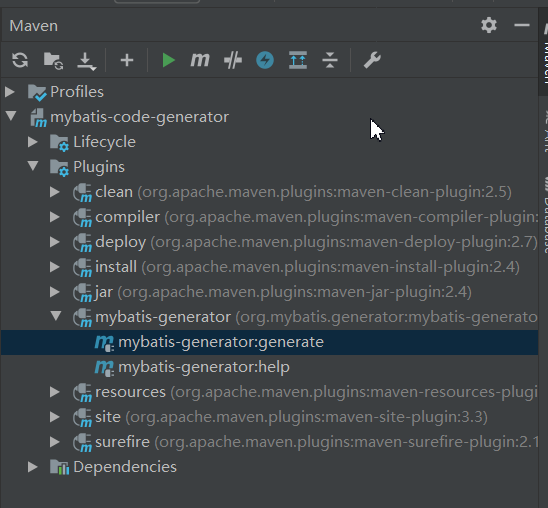 Maven
Profiles
mybatis-code-generator
Lifecycle
Plugins
clean (org.apache.maven.plugins:maven-clean-plugin:2.5)
compiler (org.apache.maven.plugins:maven-compiler-plugin:
deploy (org.apache.maven.plugins:maven-deploy-plugin:2.7)
install (org.apache.maven.plugins:maven-install-plugin:2.4)
jar (org.apache.maven.plugins:maven-jar-plugin:2.4)
mybatis-generator (org.mybatis.generator:mybatis-generato
mybatis-generator:generate
mybatis-generator:help
resources (org.apache.maven.plugins:maven-resources-plugi
site (org.apache.maven.plugins:maven-site-plugin:3.3)
surefire (org.apache.maven.plugins:maven-surefire-plugin:2.1
Dependencies